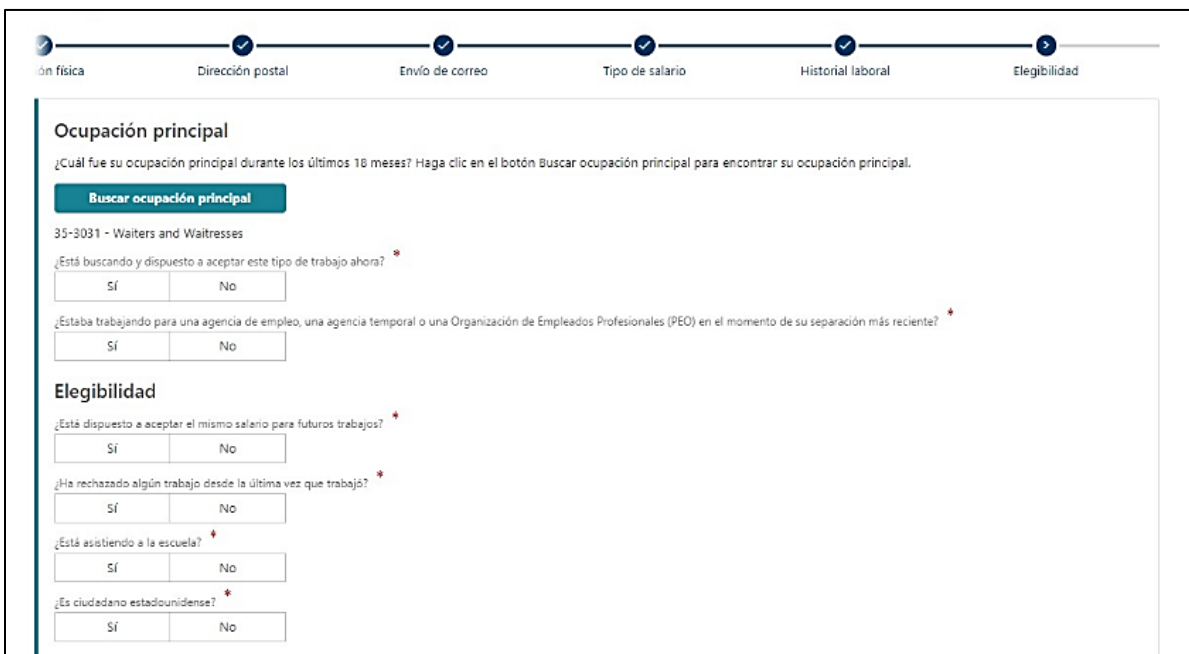 ón física
Dirección postal
Envío de correo
Tipo de salario
Historial laboral
Elegibilidad
Ocupación principal
¿Cuál fue su ocupación principal durante los últimos 18 meses? Haga clic en el botón Buscar ocupación principal para encontrar su ocupación principal.
Buscar ocupación principal
35-3031 - Waiters and Waitresses
¿Está buscando y dispuesto a aceptar este tipo de trabajo ahora? *
Sí No
¿Estaba trabajando para una agencia de empleo, una agencia temporal o una Organización de Empleados Profesionales (PEO) en el momento de su separación más reciente? *
Sí No
Elegibilidad
¿Está dispuesto a aceptar el mismo salario para futuros trabajos? *
Sí No
¿Ha rechazado algún trabajo desde la última vez que trabajó? *
Sí No
¿Está asistiendo a la escuela? *
Sí No
¿Es ciudadano estadounidense? *
Sí No